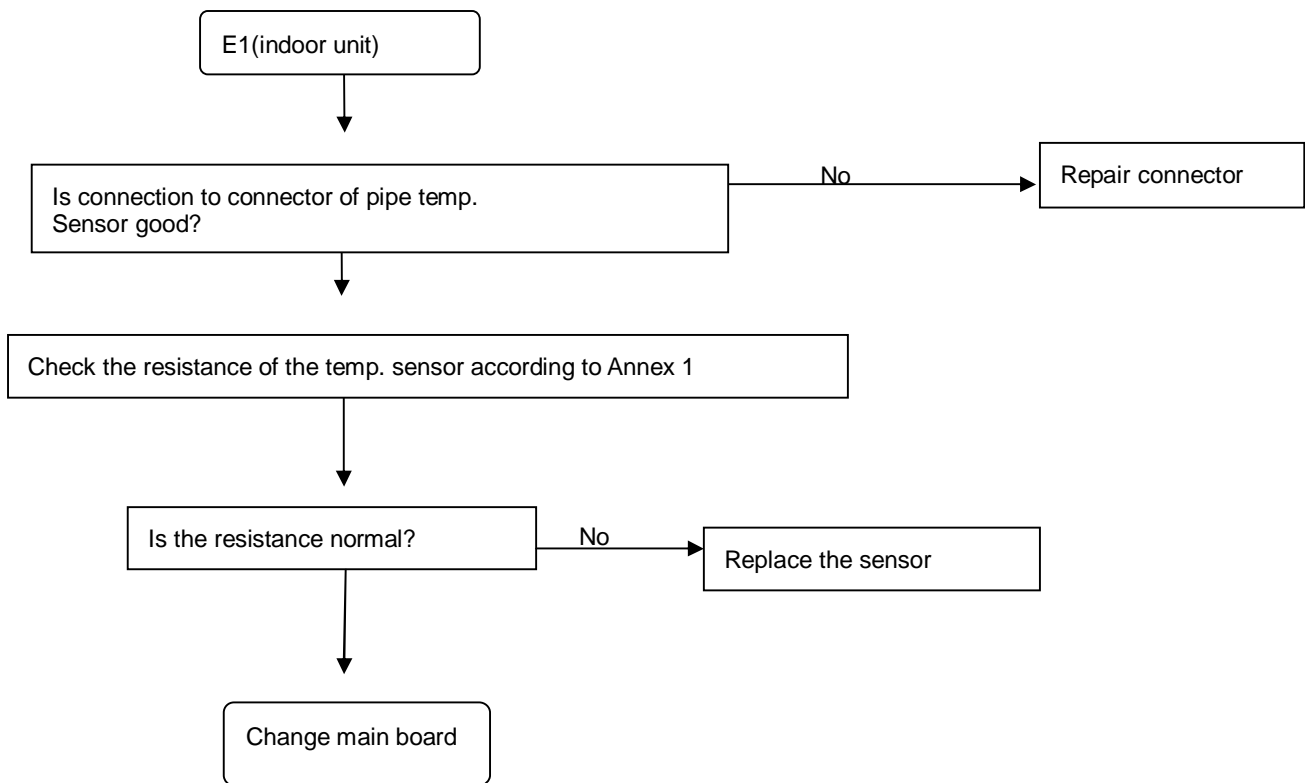 E1(indoor unit)
Is connection to connector of pipe temp.
Sensor good?
No
Repair connector
Check the resistance of the temp. sensor according to Annex 1
Is the resistance normal?
No
Replace the sensor
Change main board